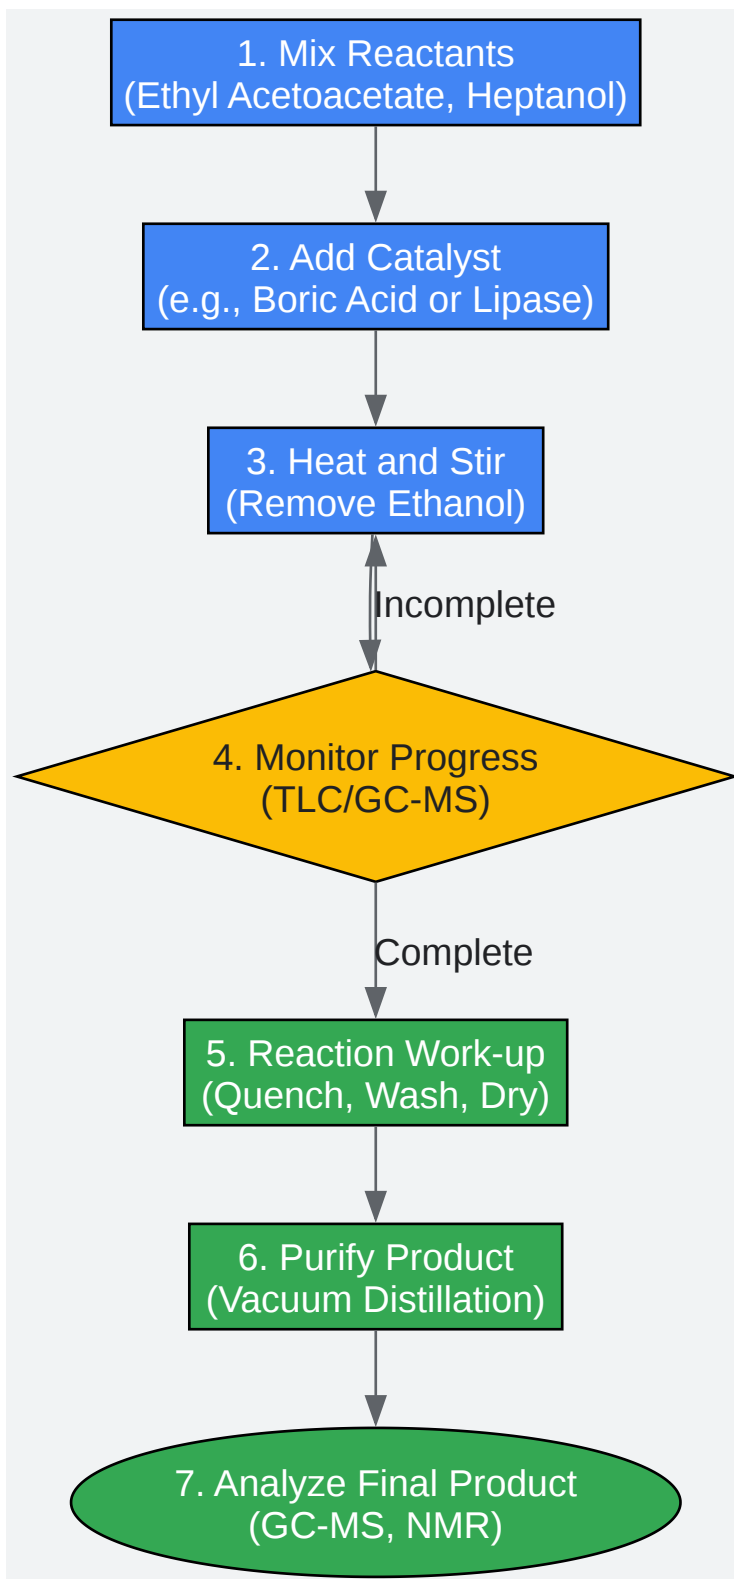 1. Mix Reactants
(Ethyl Acetoacetate, Heptanol)
2. Add Catalyst
(e.g., Boric Acid or Lipase)
3. Heat and Stir
(Remove Ethanol)
Incomplete
4. Monitor Progress
(TLC/GC-MS)
Complete
5. Reaction Work-up
(Quench, Wash, Dry)
6. Purify Product
(Vacuum Distillation)
7. Analyze Final Product
(GC-MS, NMR)